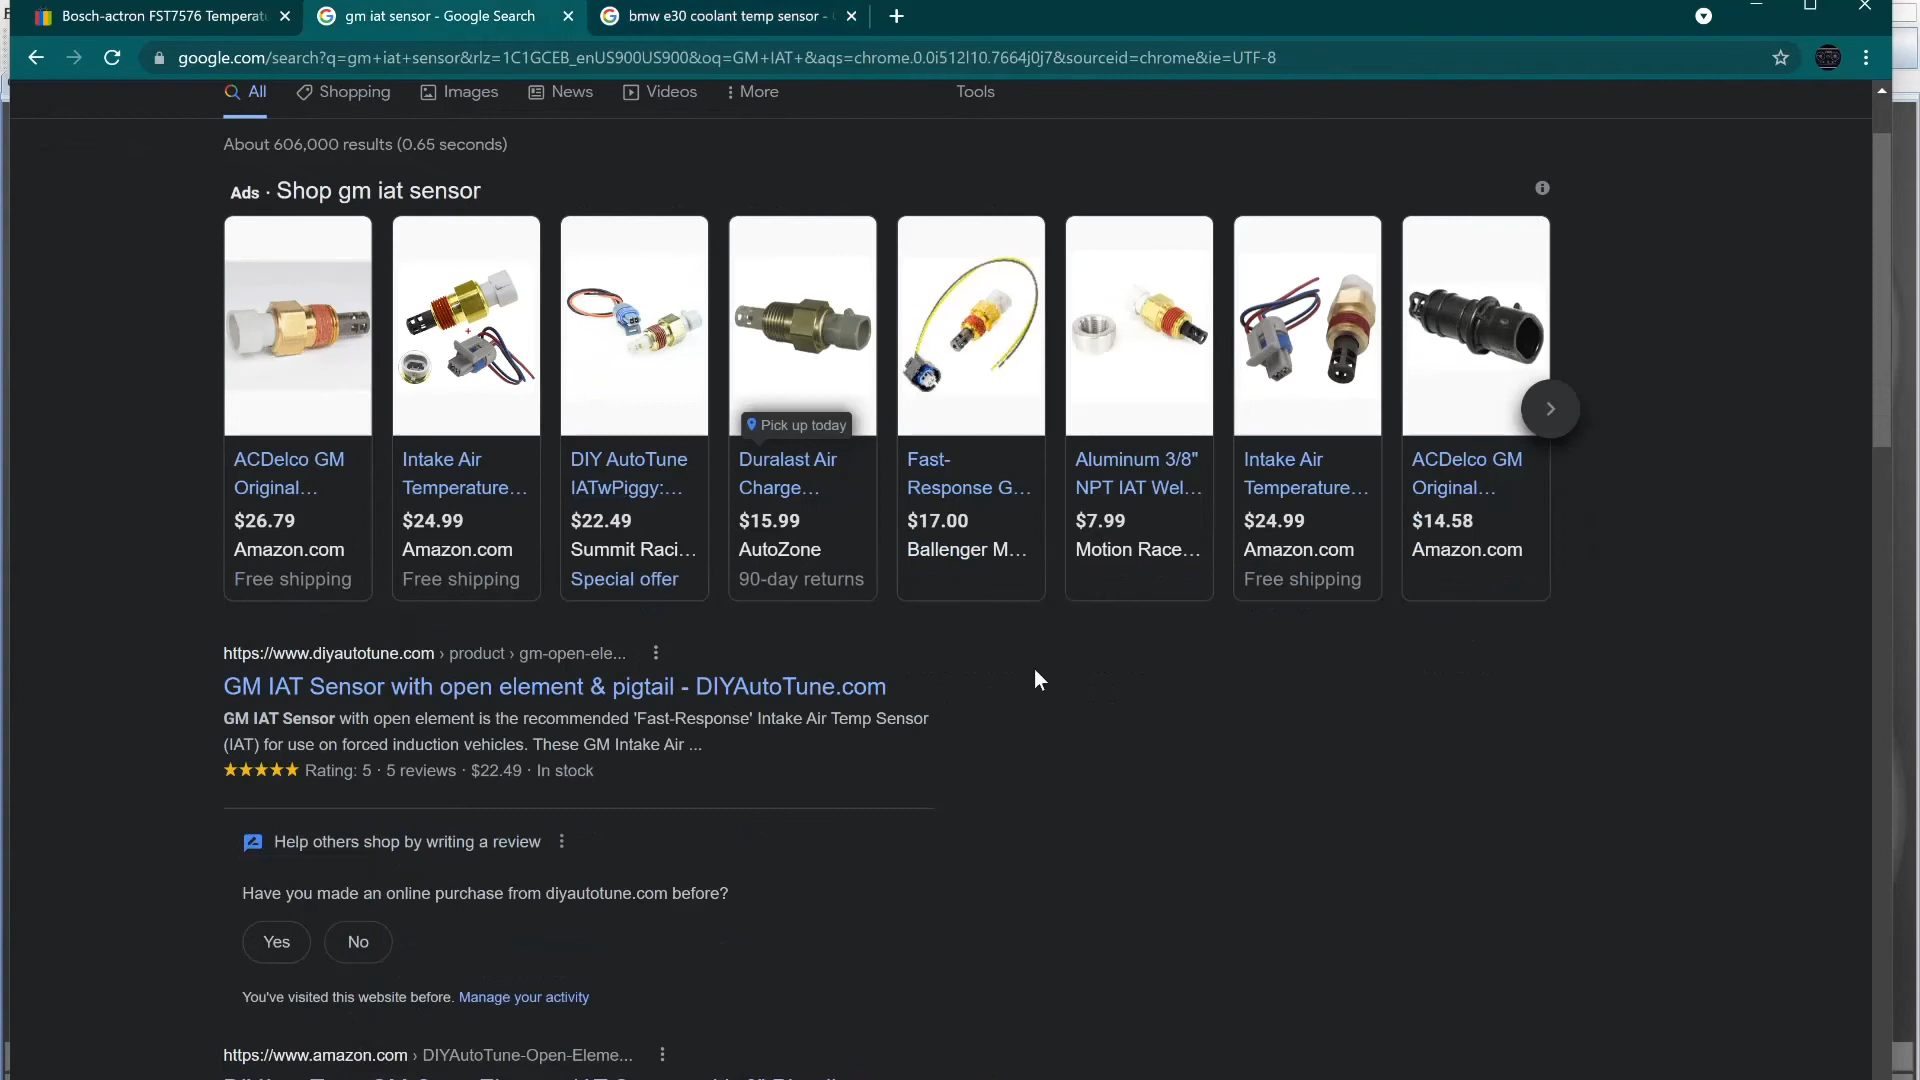 Bosch-actron FST7576 Temperatu
gm iat sensor - Google Search
bmw e30 coolant temp sensor -
google.com/search?q=gm+iat+sensor&rlz=1C1GCEB_enUS900US900&oq=GM+IAT+&aqs=chrome.0.0i512l10.7664j0j7&sourceid=chrome&ie=UTF-8
All Shopping Images News Videos More Tools
About 606,000 results (0.65 seconds)
Ads · Shop gm iat sensor
Pick up today
ACDelco GM
Original...
$26.79
Amazon.com
Free shipping
Intake Air
Temperature...
$24.99
Amazon.com
Free shipping
DIY AutoTune
IATwPiggy:...
$22.49
Summit Raci...
Special offer
Duralast Air
Charge...
$15.99
AutoZone
90-day returns
Fast-
Response G...
$17.00
Ballenger M...
Aluminum 3/8"
NPT IAT Wel...
$7.99
Motion Race...
Intake Air
Temperature...
$24.99
Amazon.com
Free shipping
ACDelco GM
Original...
$14.58
Amazon.com
https://www.diyautotune.com › product › gm-open-ele...
GM IAT Sensor with open element & pigtail - DIYAutoTune.com
GM IAT Sensor with open element is the recommended 'Fast-Response' Intake Air Temp Sensor
(IAT) for use on forced induction vehicles. These GM Intake Air ...
★★★★★ Rating: 5 · 5 reviews · $22.49 · In stock
Help others shop by writing a review
Have you made an online purchase from diyautotune.com before?
Yes No
You've visited this website before. Manage your activity
https://www.amazon.com › DIYAutoTune-Open-Eleme...